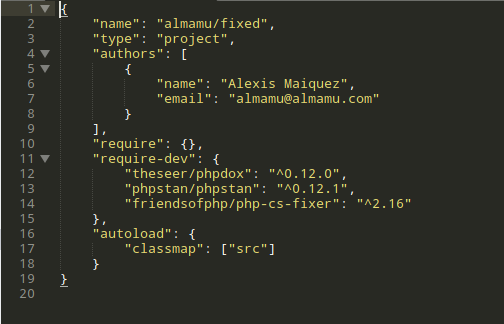 1 {
2 "name": "almamu/fixed",
3 "type": "project",
4 "authors": [
5 {
6 "name": "Alexis Maiquez",
7 "email": "almamu@almamu.com"
8 }
9 ],
10 "require": {},
11 "require-dev": {
12 "theseer/phpdox": "^0.12.0",
13 "phpstan/phpstan": "^0.12.1",
14 "friendsofphp/php-cs-fixer": "^2.16"
15 },
16 "autoload": {
17 "classmap": ["src"]
18 }
19 }
20